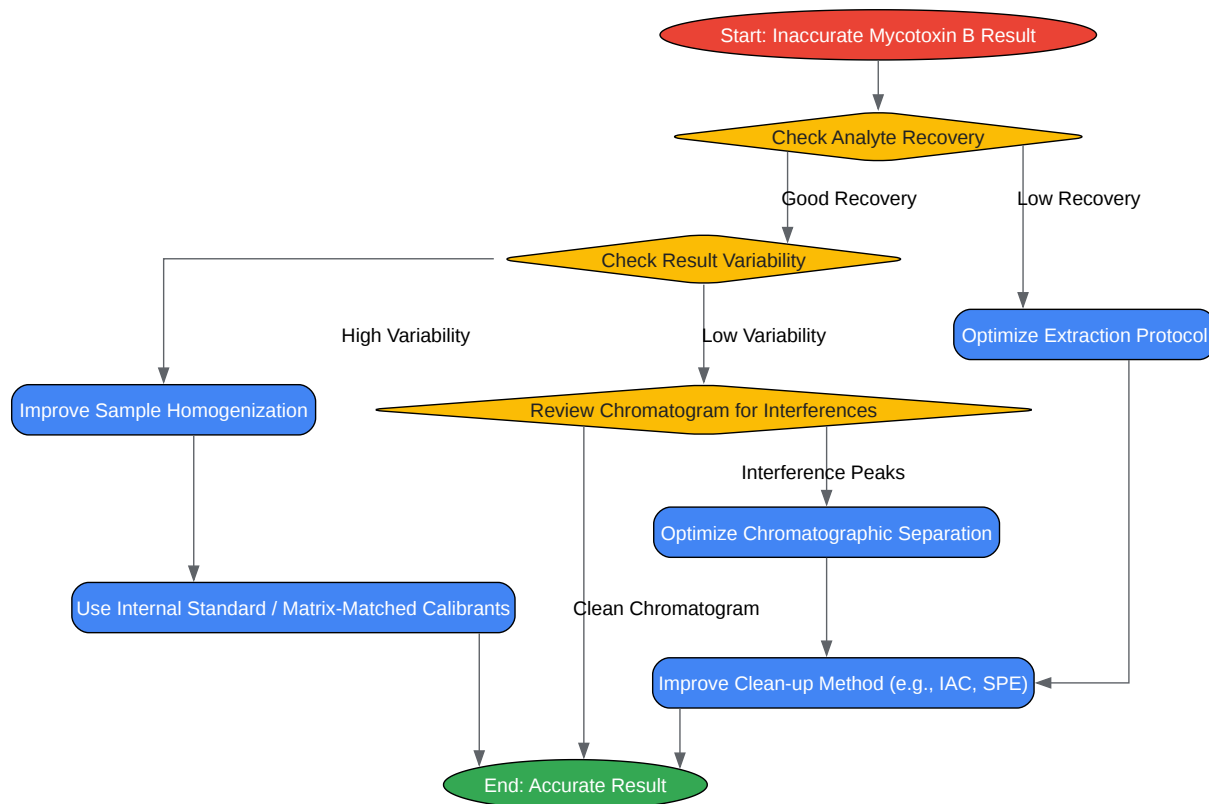 Start: Inaccurate Mycotoxin B Result
Check Analyte Recovery
Good Recovery
Low Recovery
Check Result Variability
High Variability
Low Variability
Optimize Extraction Protocol
Improve Sample Homogenization
Review Chromatogram for Interferences
Interference Peaks
Optimize Chromatographic Separation
Use Internal Standard / Matrix-Matched Calibrants
Clean Chromatogram
Improve Clean-up Method (e.g., IAC, SPE)
End: Accurate Result